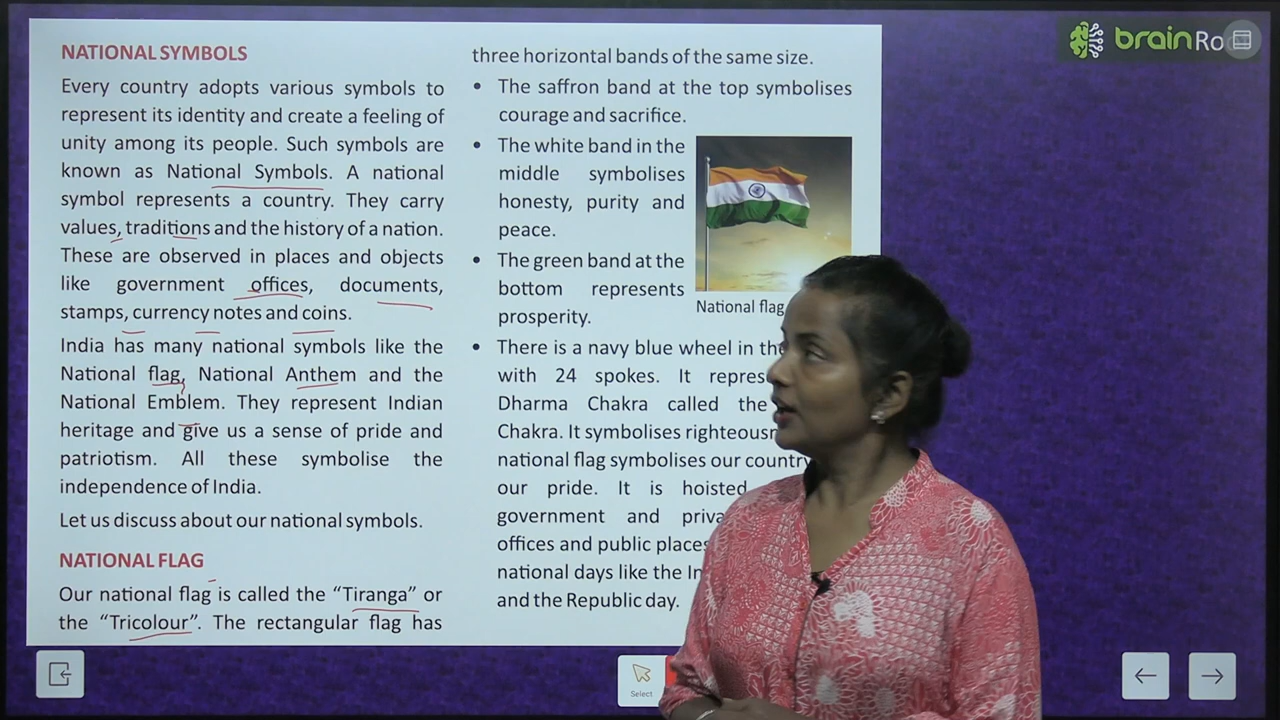 NATIONAL SYMBOLS
Every country adopts various symbols to
represent its identity and create a feeling of
unity among its people. Such symbols are
known as National Symbols. A national
symbol represents a country. They carry
values, traditions and the history of a nation.
These are observed in places and objects
like government offices, documents,
stamps, currency notes and coins.
India has many national symbols like the
National flag, National Anthem and the
National Emblem. They represent Indian
heritage and give us a sense of pride and
patriotism. All these symbolise the
independence of India.
Let us discuss about our national symbols.
NATIONAL FLAG
Our national flag is called the “Tiranga” or
the “Tricolour”. The rectangular flag has
three horizontal bands of the same size.
• The saffron band at the top symbolises
courage and sacrifice.
• The white band in the
middle symbolises
honesty, purity and
peace.
• The green band at the
bottom represents
prosperity.
National flag
• There is a navy blue wheel in
with 24 spokes. It
Dharma Chakra called the
Chakra. It symbolises
national flag symbolises our country
our pride. It is hoisted
government and
offices and public places
national days like the
and the Republic day.
brain
Select